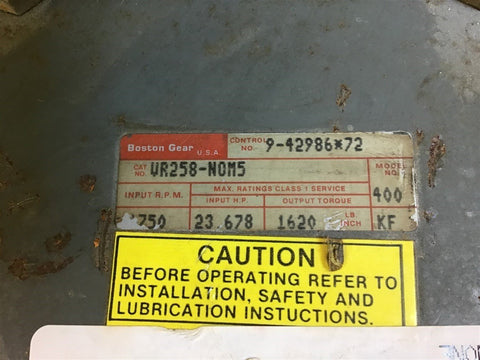 Boston Gear U.S.A. CONTROL NO. 9-42986*72
CAT NO. VR258-NOM5 MODEL NO.
MAX. RATINGS CLASS 1 SERVICE 400
INPUT R.P.M. INPUT H.P. OUTPUT TORQUE
23.678 1620 LB INCH KF
CAUTION
BEFORE OPERATING REFER TO
INSTALLATION, SAFETY AND
LUBRICATION INSTUCTIONS.